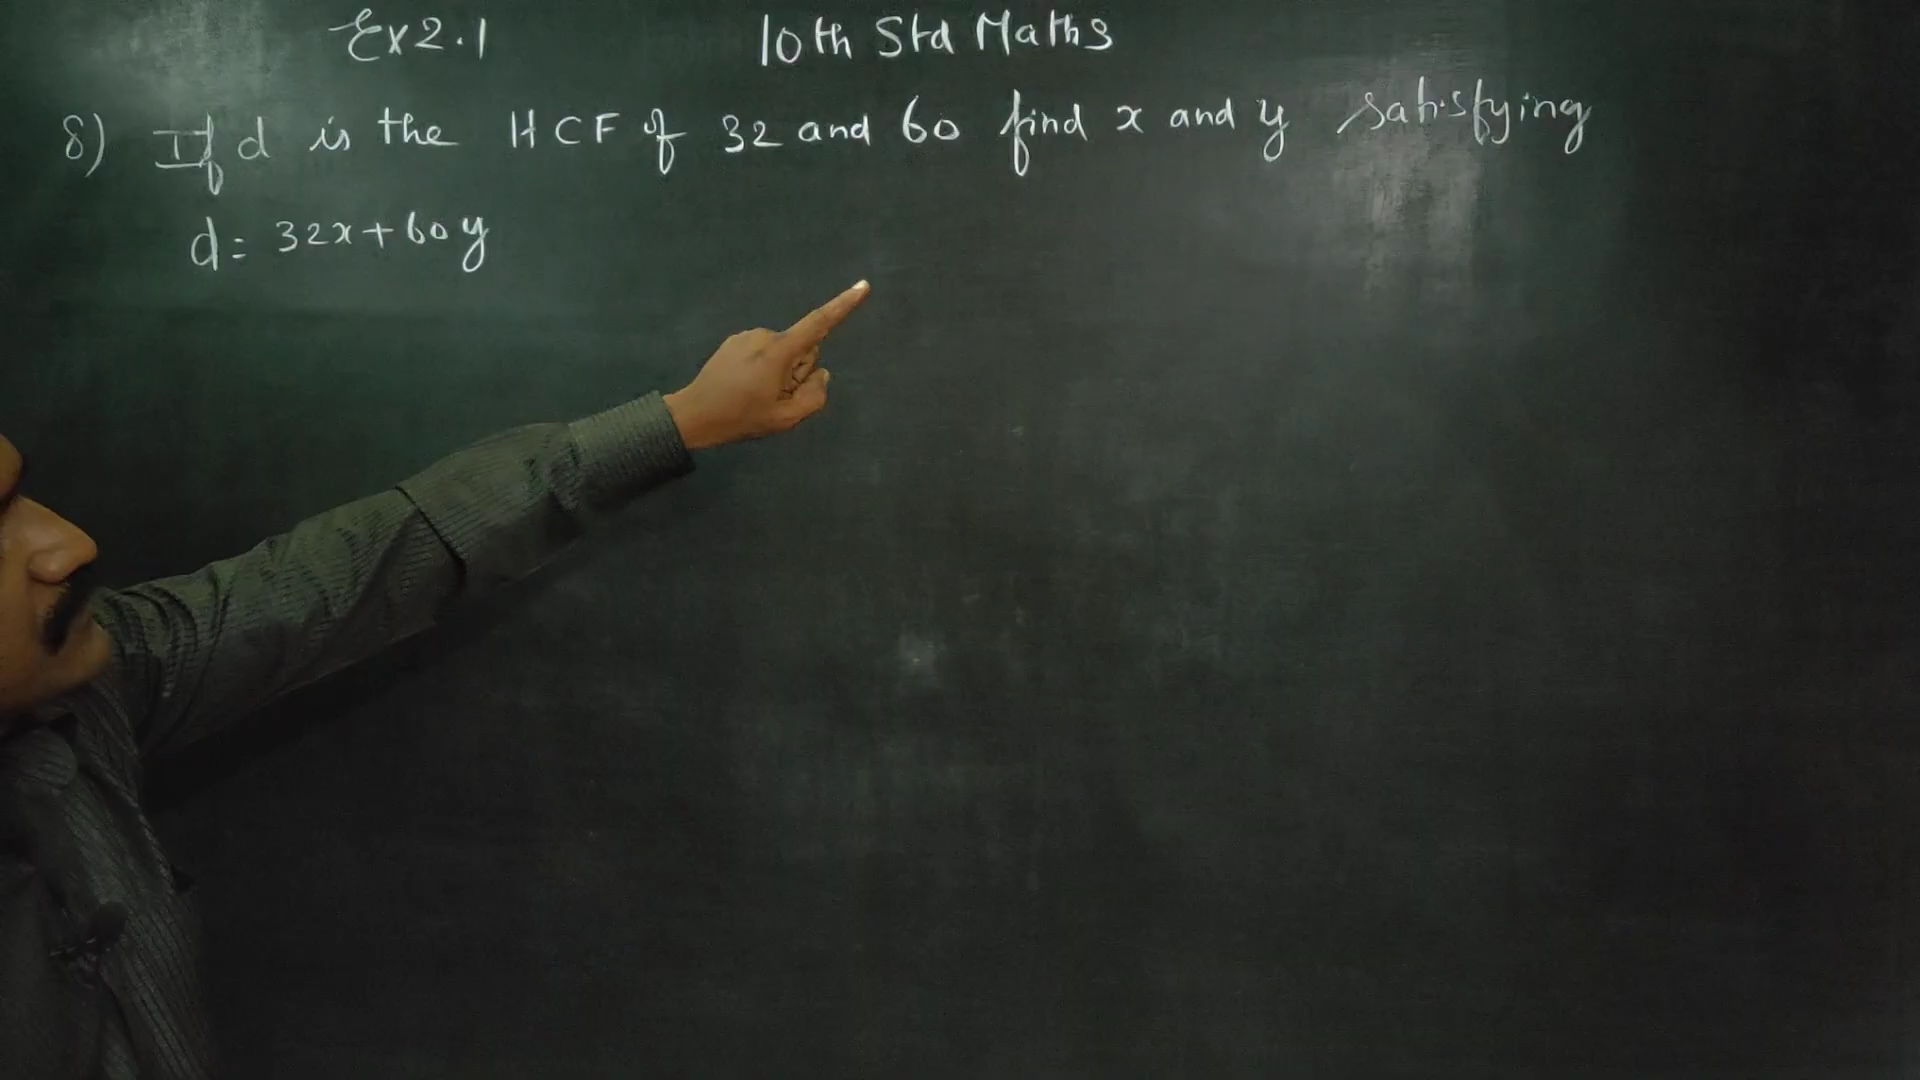 Ex 2.1 10th Std Maths
8) If d is the HCF of 32 and 60 find x and y satisfying
d = 32x + 60y